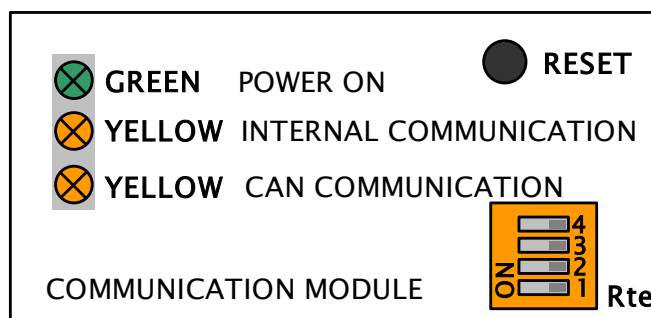 RESET
GREEN POWER ON
YELLOW INTERNAL COMMUNICATION
YELLOW CAN COMMUNICATION
4
3
2
1
ON
COMMUNICATION MODULE
Rte